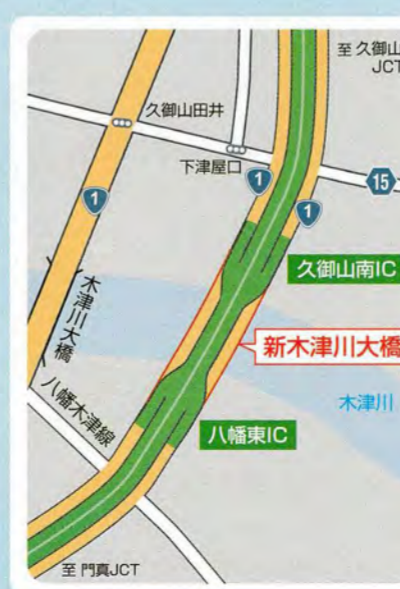 至 久御山
JCT
久御山田井
下津屋口
1
15
1
1
久御山南IC
木津川大橋
新木津川大橋
木津川
八幡木津線
八幡東IC
至 門真JCT